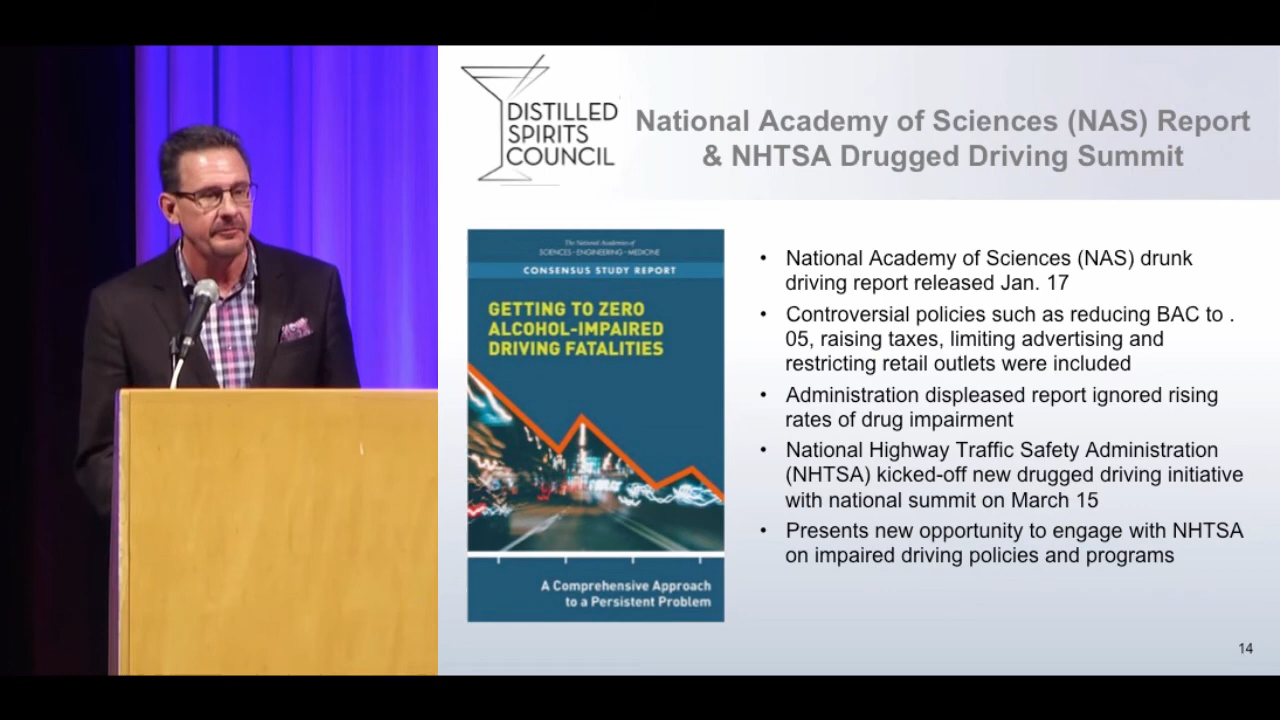 DISTILLED
SPIRITS
COUNCIL
National Academy of Sciences (NAS) Report
& NHTSA Drugged Driving Summit
The National Academies of
SCIENCES • ENGINEERING • MEDICINE
CONSENSUS STUDY REPORT
GETTING TO ZERO
ALCOHOL-IMPAIRED
DRIVING FATALITIES
A Comprehensive Approach
to a Persistent Problem
• National Academy of Sciences (NAS) drunk
driving report released Jan. 17
• Controversial policies such as reducing BAC to .
05, raising taxes, limiting advertising and
restricting retail outlets were included
• Administration displeased report ignored rising
rates of drug impairment
• National Highway Traffic Safety Administration
(NHTSA) kicked-off new drugged driving initiative
with national summit on March 15
• Presents new opportunity to engage with NHTSA
on impaired driving policies and programs
14